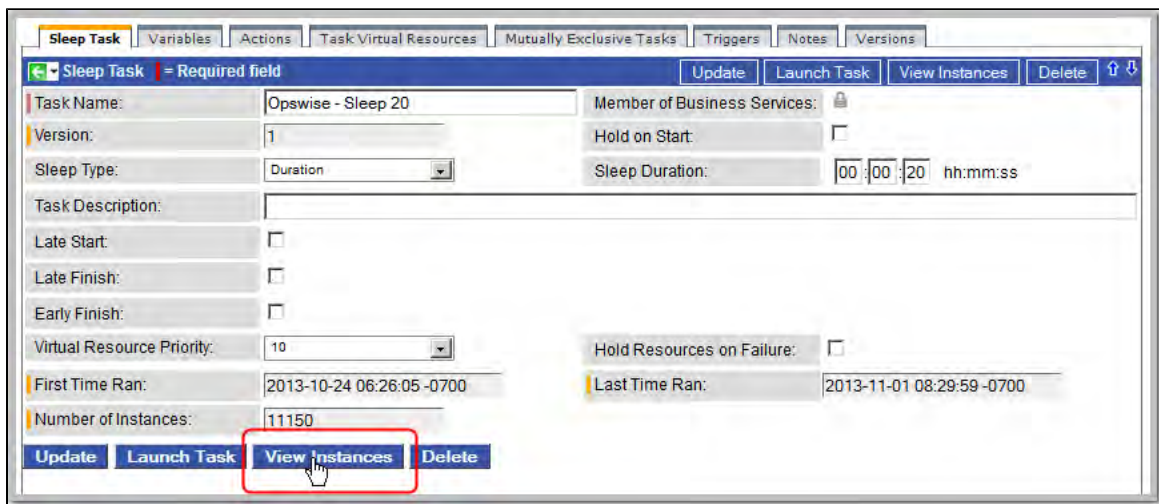 Sleep Task Variables Actions Task Virtual Resources Mutually Exclusive Tasks Triggers Notes Versions
Sleep Task = Required field Update Launch Task View Instances Delete
Task Name: Opswise - Sleep 20 Member of Business Services:
Version: 1 Hold on Start:
Sleep Type: Duration Sleep Duration: 00 :00 :20 hh:mm:ss
Task Description:
Late Start:
Late Finish:
Early Finish:
Virtual Resource Priority: 10 Hold Resources on Failure:
First Time Ran: 2013-10-24 06:26:05 -0700 Last Time Ran: 2013-11-01 08:29:59 -0700
Number of Instances: 11150
Update Launch Task View Instances Delete